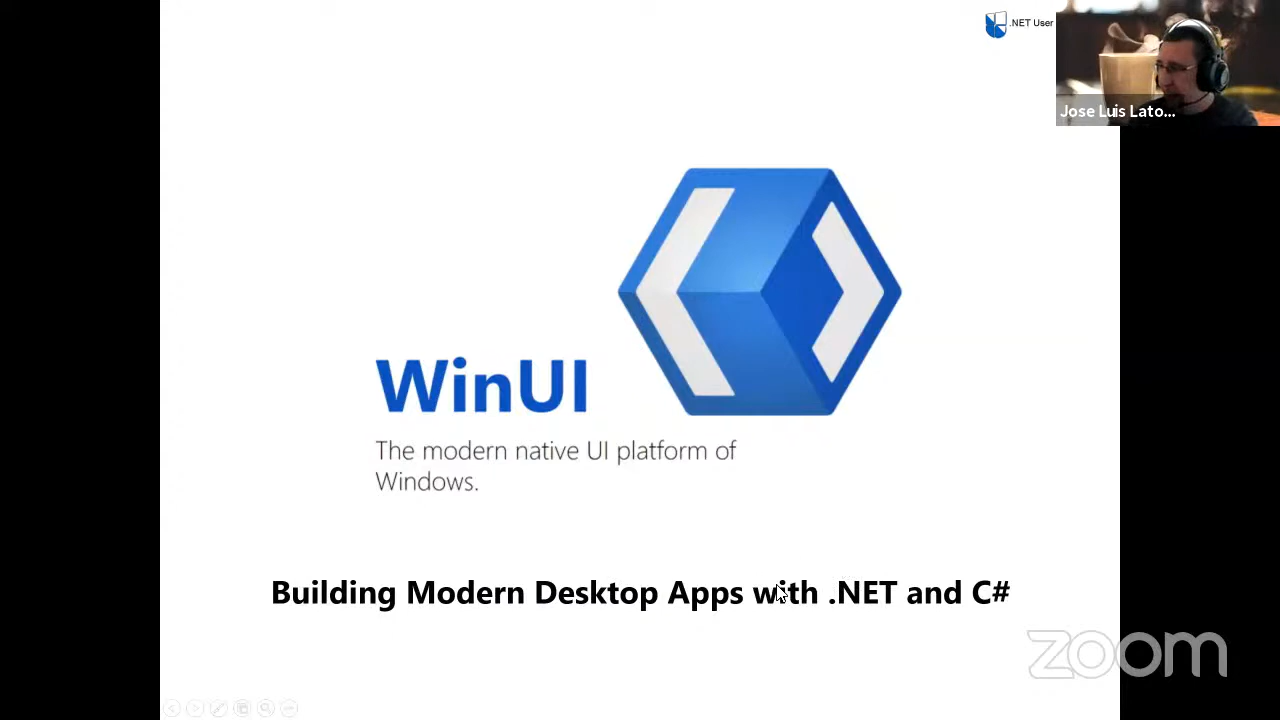 .NET User
Jose Luis Lato...
WinUI
The modern native UI platform of
Windows.
Building Modern Desktop Apps with .NET and C#
zoom